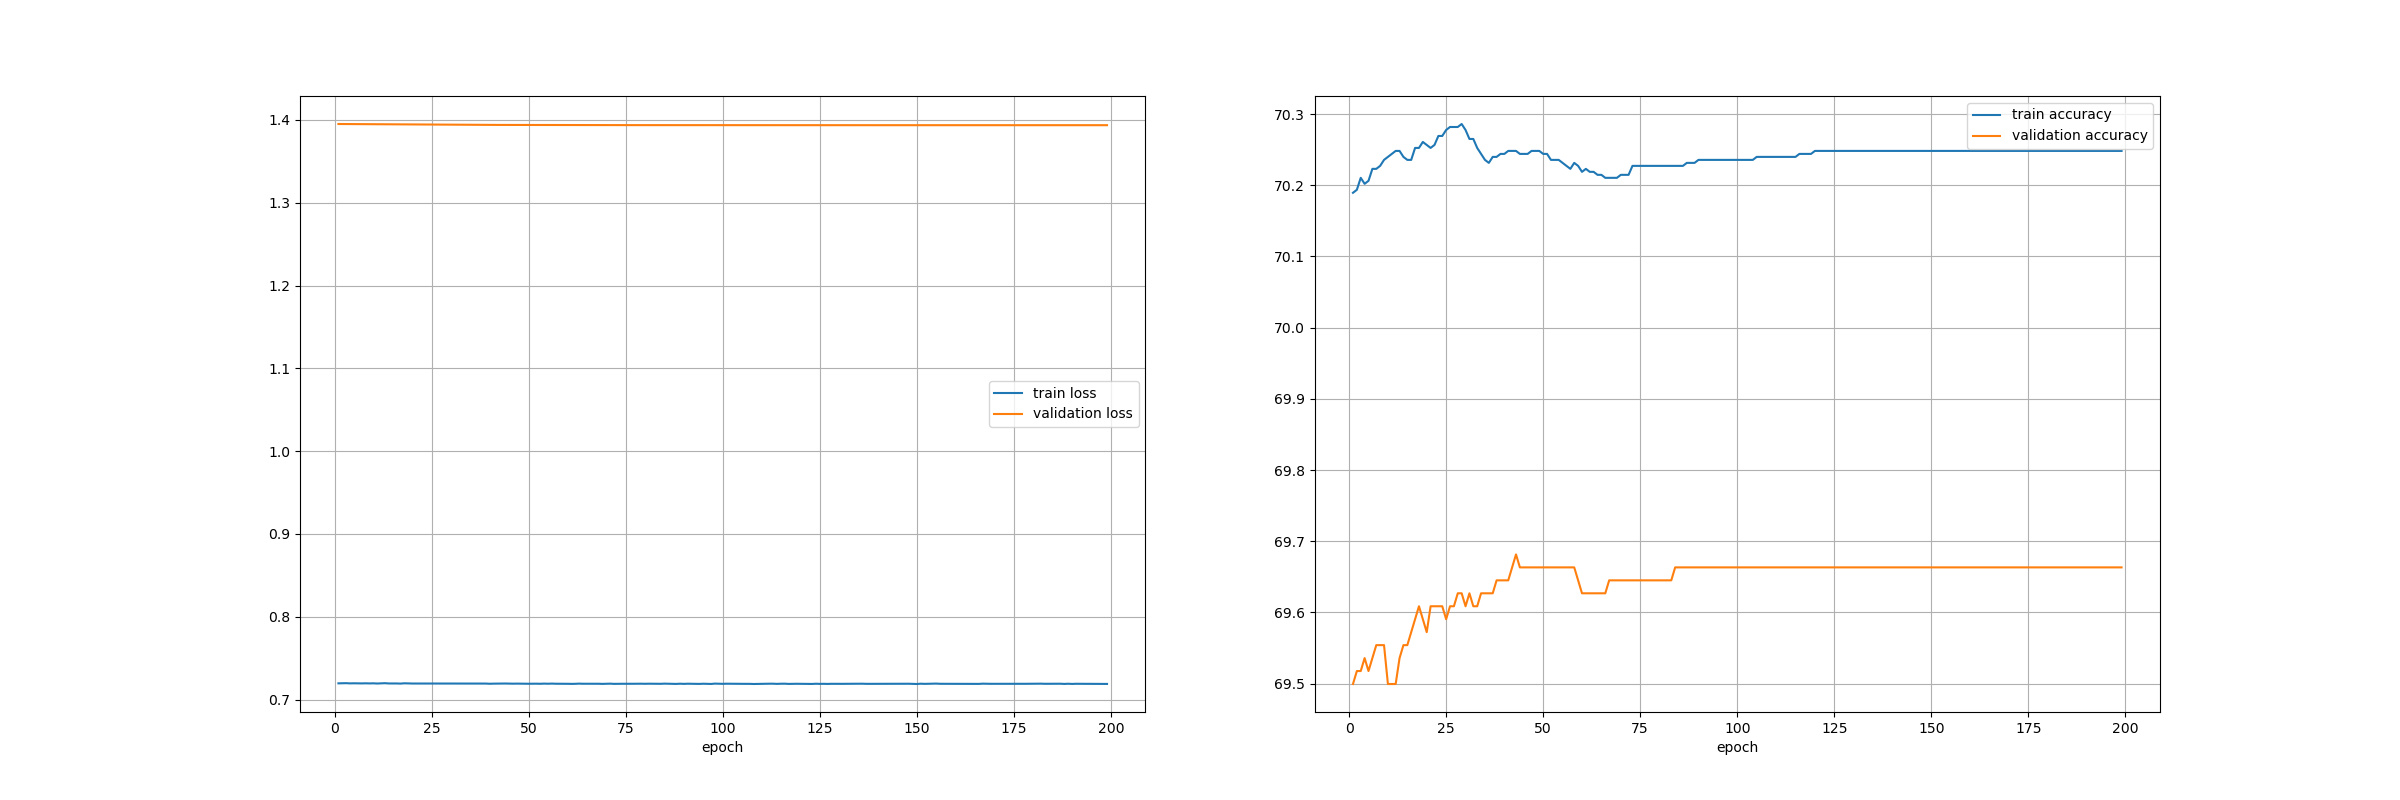 1.4
1.3
1.2
1.1
1.0
0.9
0.8
0.7
0 25 50 75 100 125 150 175 200
epoch
train loss
validation loss
70.3
70.2
70.1
70.0
69.9
69.8
69.7
69.6
69.5
0 25 50 75 100 125 150 175 200
epoch
train accuracy
validation accuracy